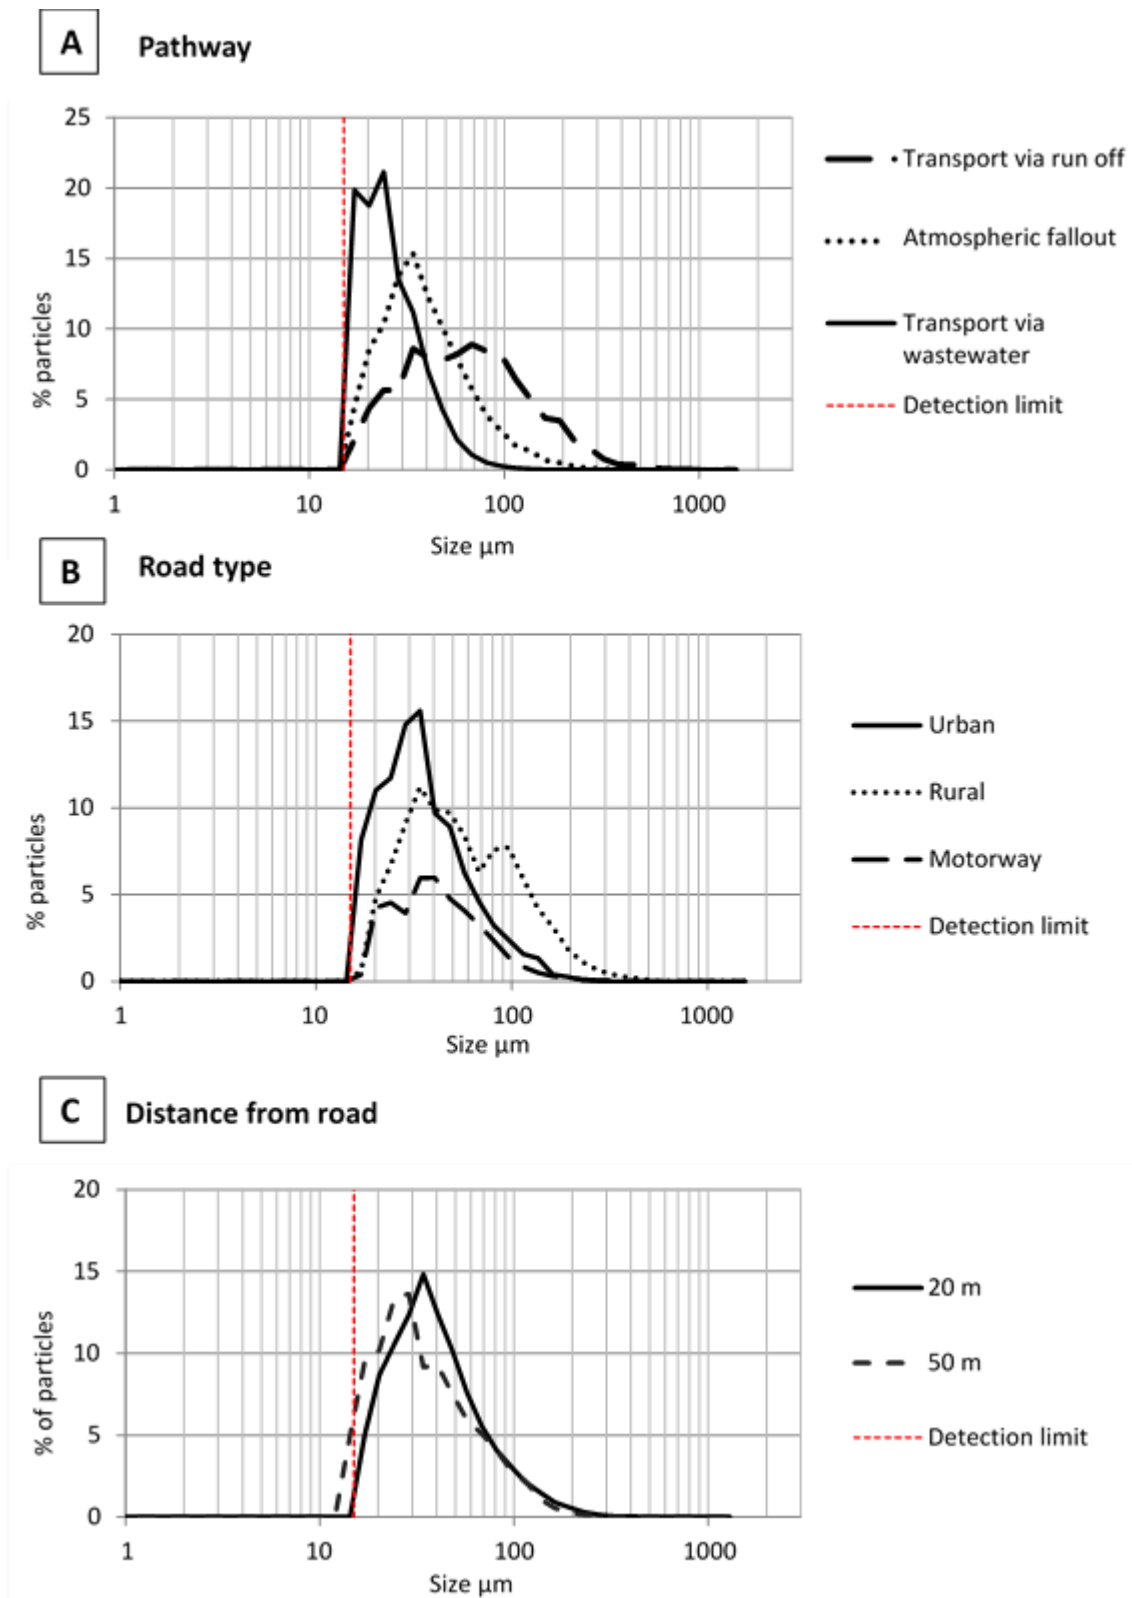 A Pathway
25
20
15
10
5
0
% particles
1 10 100 1000
Size µm
Transport via run off
Atmospheric fallout
Transport via
wastewater
Detection limit
B Road type
20
15
10
5
0
% particles
1 10 100 1000
Size µm
Urban
Rural
Motorway
Detection limit
C Distance from road
20
15
10
5
0
% of particles
1 10 100 1000
Size µm
20 m
50 m
Detection limit